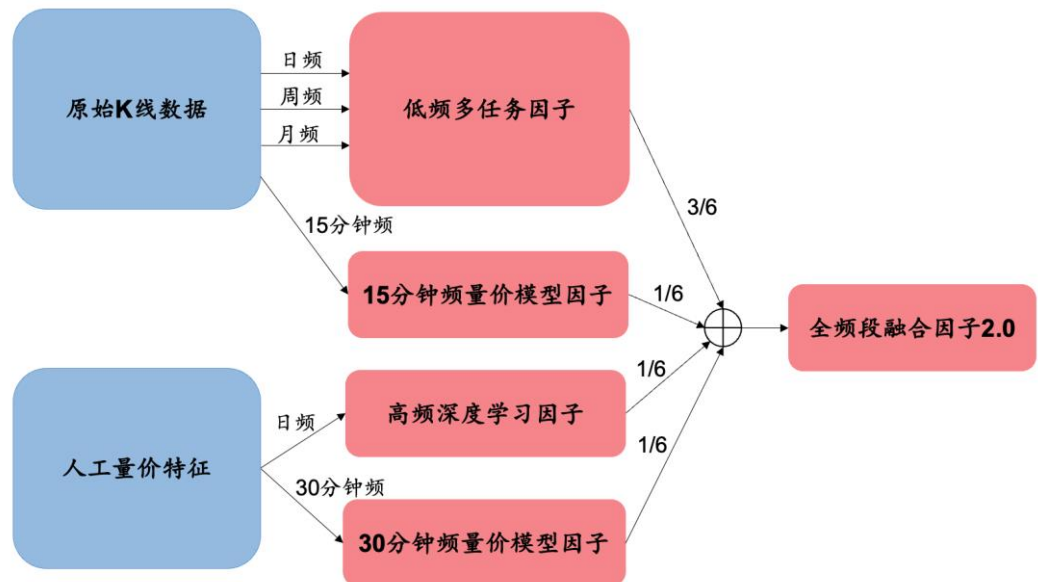 原始K线数据
日频
周频
月频
低频多任务因子
3/6
15分钟频
15分钟频量价模型因子
1/6
全频段融合因子2.0
人工量价特征
日频
高频深度学习因子
1/6
30分钟频
30分钟频量价模型因子
1/6